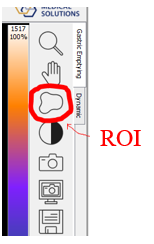 MEDICAL
SOLUTIONS
1517
100%
Gastric Emptying
Dynamic
ROI